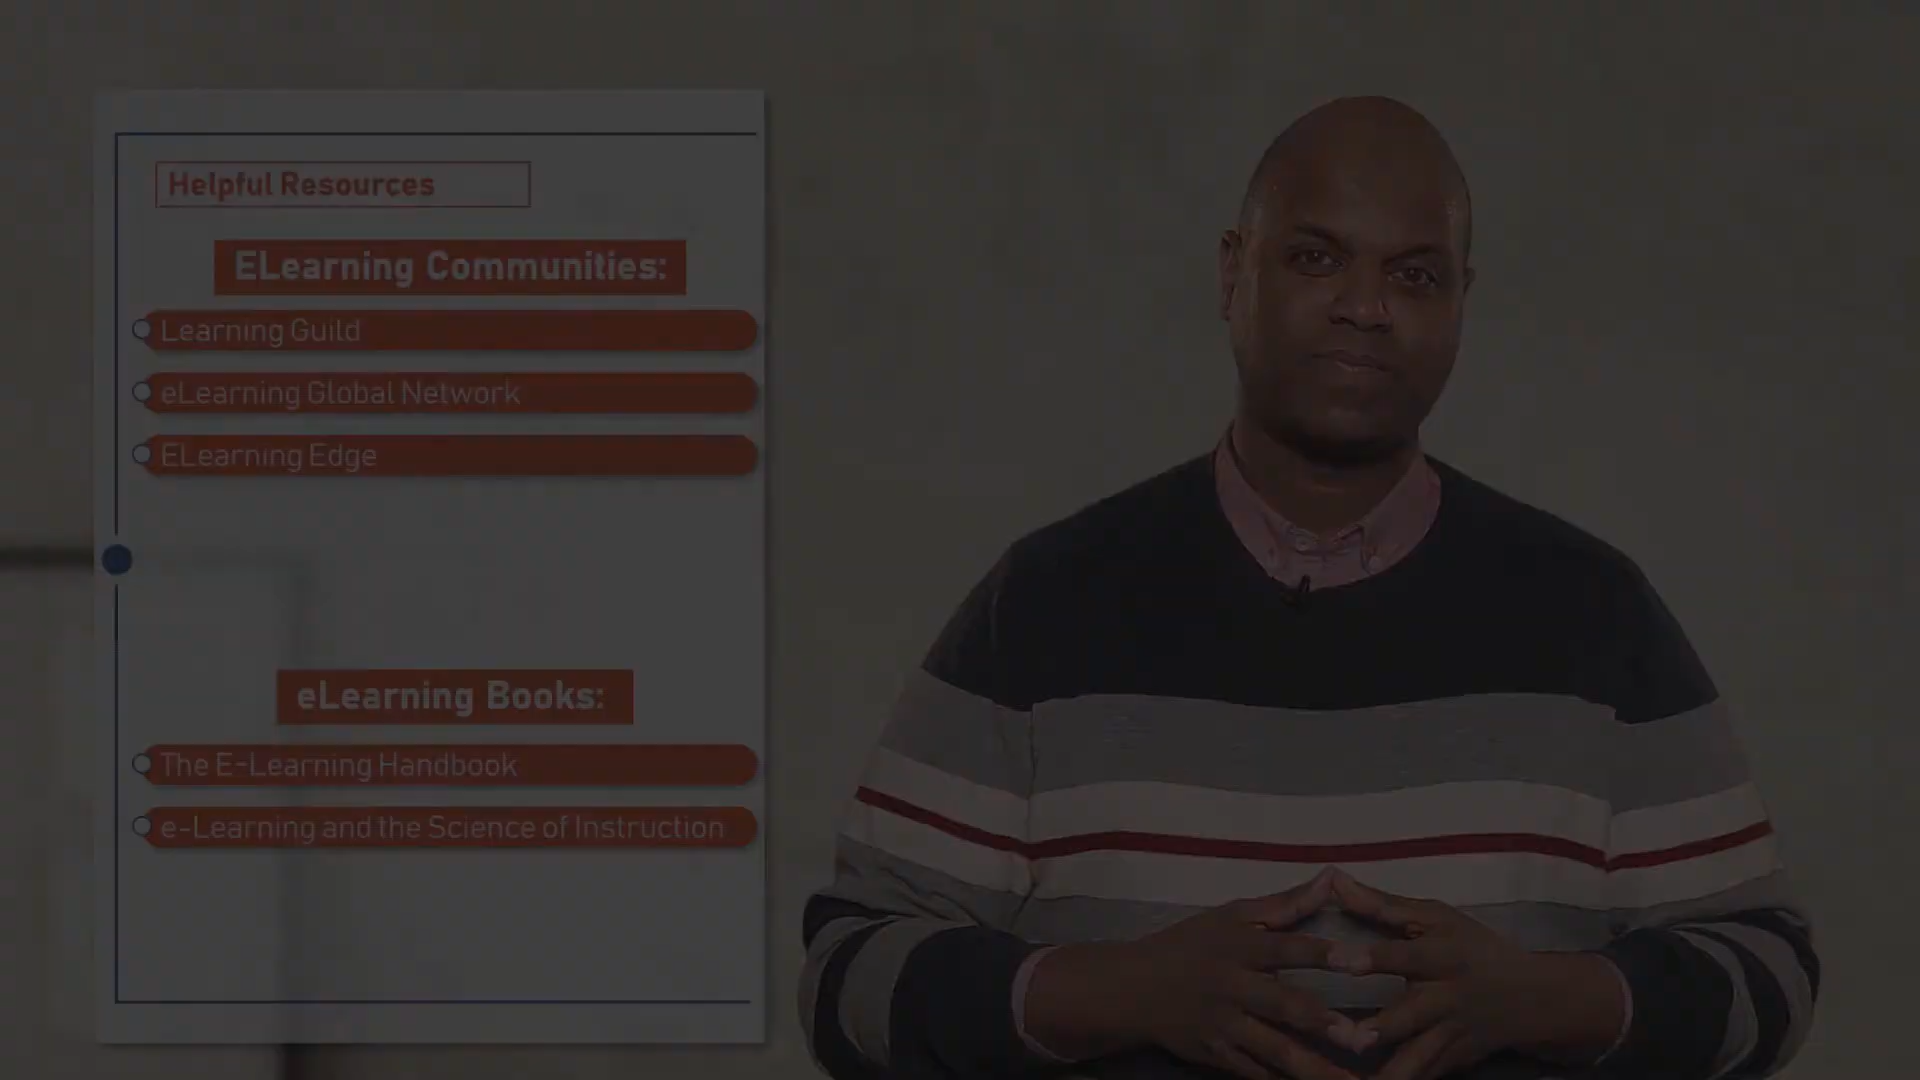 Helpful Resources
ELearning Communities:
Learning Guild
eLearning Global Network
ELearning Edge
eLearning Books:
The E-Learning Handbook
e-Learning and the Science of Instruction